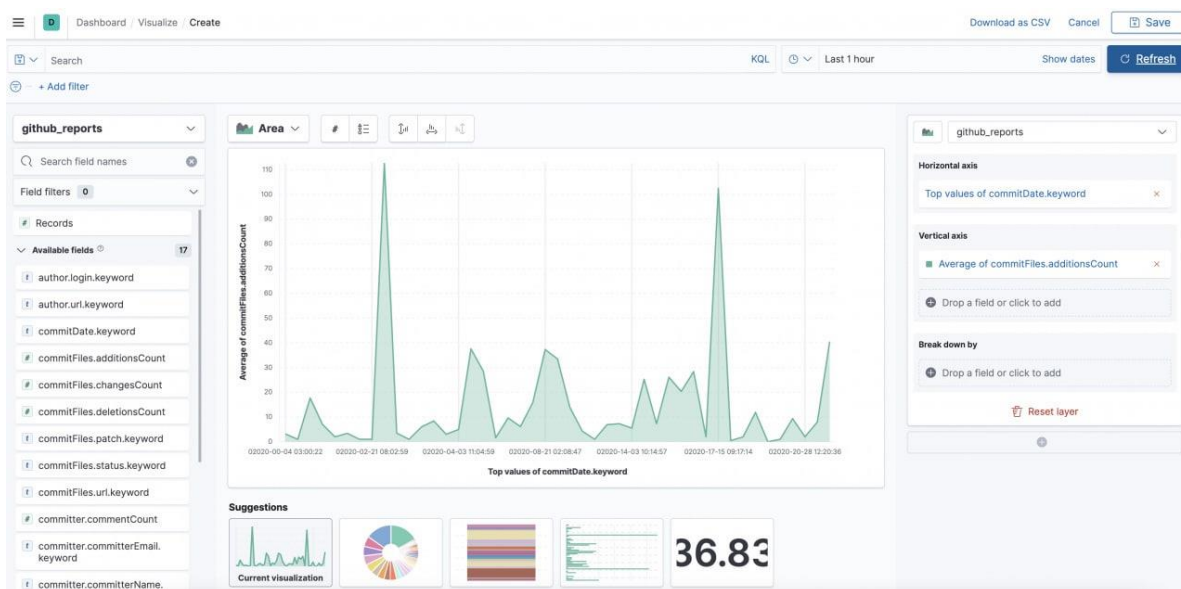 D Dashboard / Visualize / Create Download as CSV Cancel Save
Search KQL Last 1 hour Show dates Refresh
+ Add filter
github_reports
Search field names
Field filters 0
# Records
Available fields 17
t author.login.keyword
t author.url.keyword
t commitDate.keyword
# commitFiles.additionsCount
# commitFiles.changesCount
# commitFiles.deletionsCount
t commitFiles.patch.keyword
t commitFiles.status.keyword
t commitFiles.url.keyword
# committer.commentCount
t committer.committerEmail.
keyword
t committer.committerName.
Area
Average of commitFiles.additionsCount
110
100
90
80
70
60
50
40
30
20
10
0
02020-00-04 03:00:22 02020-02-21 08:02:59 02020-04-03 11:04:59 02020-08-21 02:08:47 02020-14-03 10:14:57 02020-17-15 09:17:14 02020-20-28 12:20:36
Top values of commitDate.keyword
Suggestions
Current visualization
36.83
github_reports
Horizontal axis
Top values of commitDate.keyword
Vertical axis
Average of commitFiles.additionsCount
Drop a field or click to add
Break down by
Drop a field or click to add
Reset layer